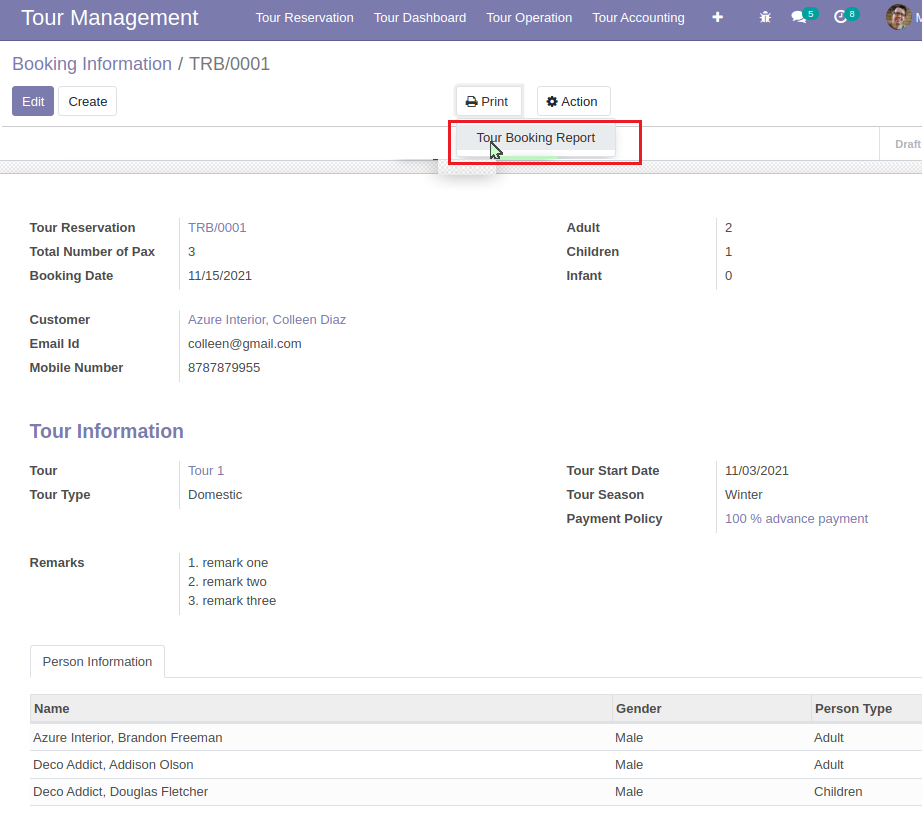 Tour Management Tour Reservation Tour Dashboard Tour Operation Tour Accounting 5 8
Booking Information / TRB/0001
Edit Create Print Action
Tour Booking Report
Draft
Tour Reservation TRB/0001 Adult 2
Total Number of Pax 3 Children 1
Booking Date 11/15/2021 Infant 0
Customer Azure Interior, Colleen Diaz
Email Id colleen@gmail.com
Mobile Number 8787879955
Tour Information
Tour Tour 1 Tour Start Date 11/03/2021
Tour Type Domestic Tour Season Winter
Payment Policy 100 % advance payment
Remarks 1. remark one
2. remark two
3. remark three
Person Information
Name Gender Person Type
Azure Interior, Brandon Freeman Male Adult
Deco Addict, Addison Olson Male Adult
Deco Addict, Douglas Fletcher Male Children